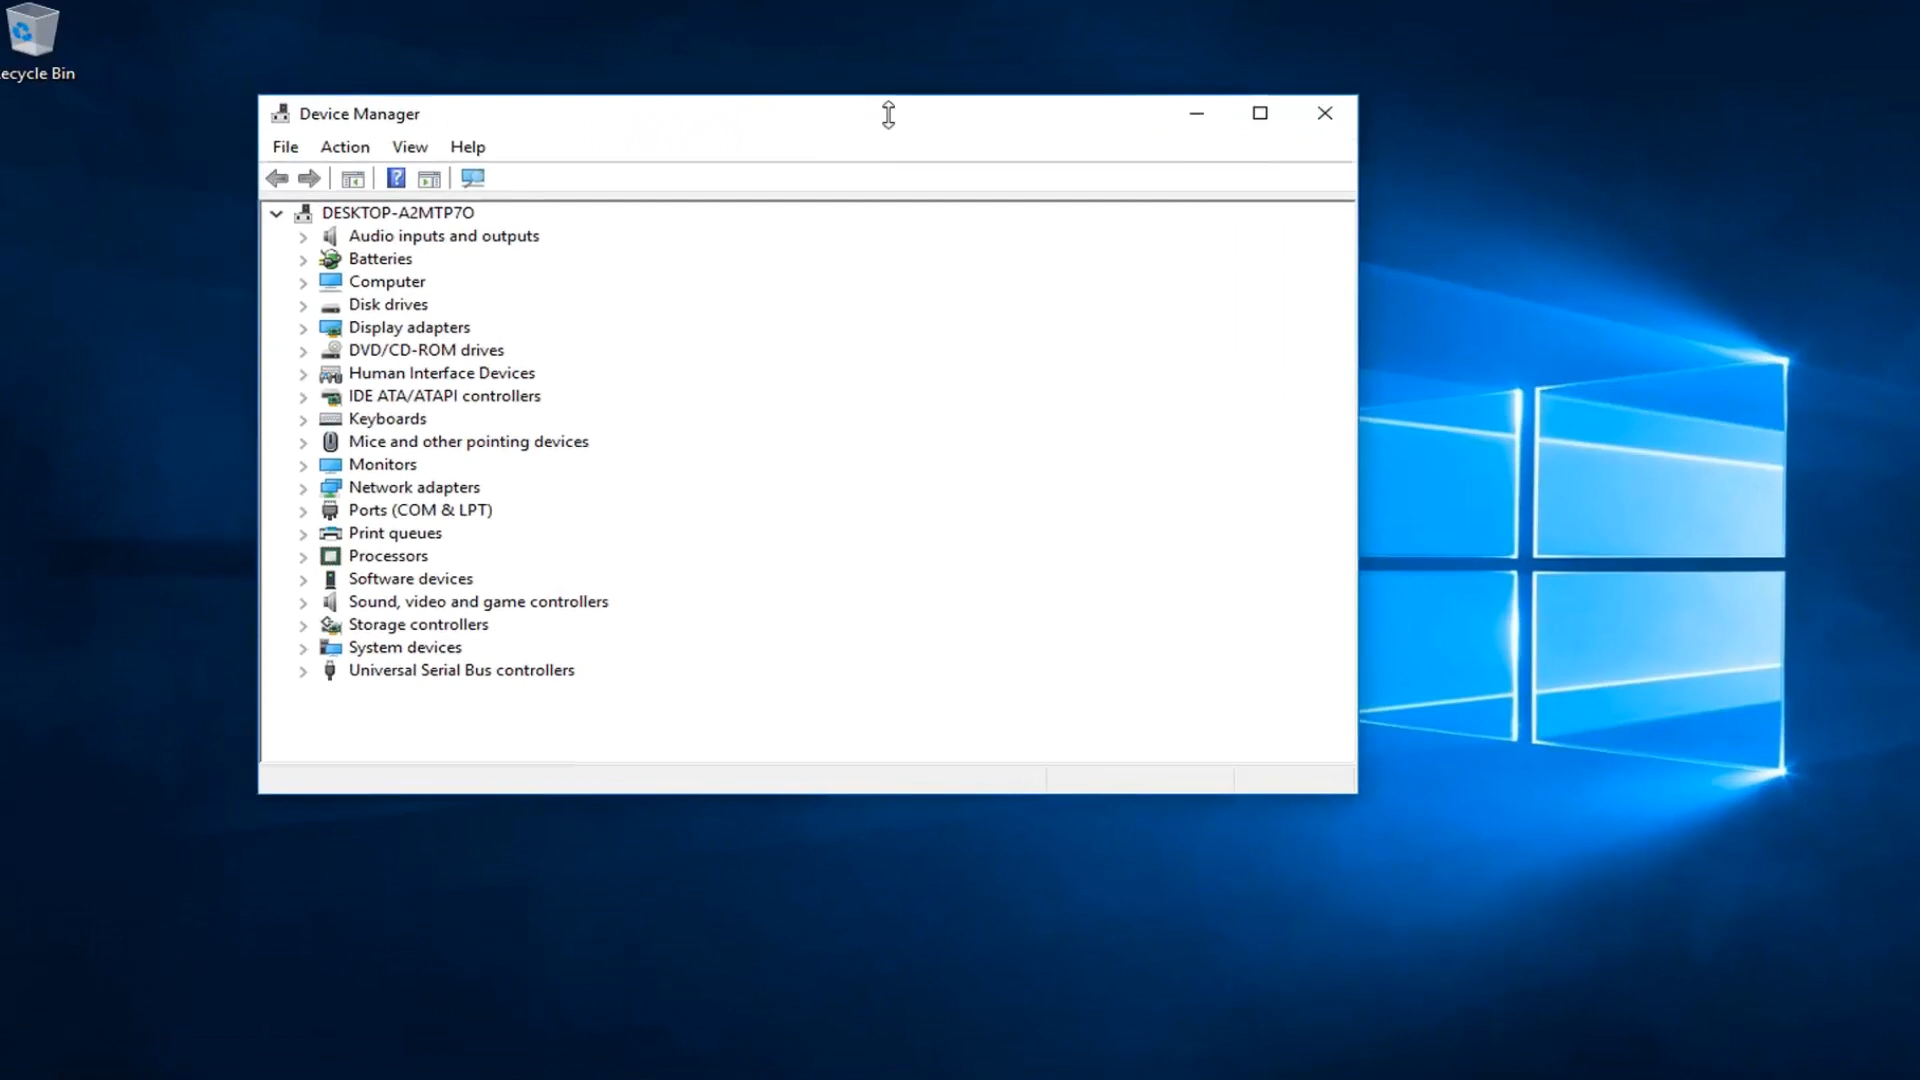 ecycle Bin
Device Manager
File Action View Help
DESKTOP-A2MTP7O
Audio inputs and outputs
Batteries
Computer
Disk drives
Display adapters
DVD/CD-ROM drives
Human Interface Devices
IDE ATA/ATAPI controllers
Keyboards
Mice and other pointing devices
Monitors
Network adapters
Ports (COM & LPT)
Print queues
Processors
Software devices
Sound, video and game controllers
Storage controllers
System devices
Universal Serial Bus controllers